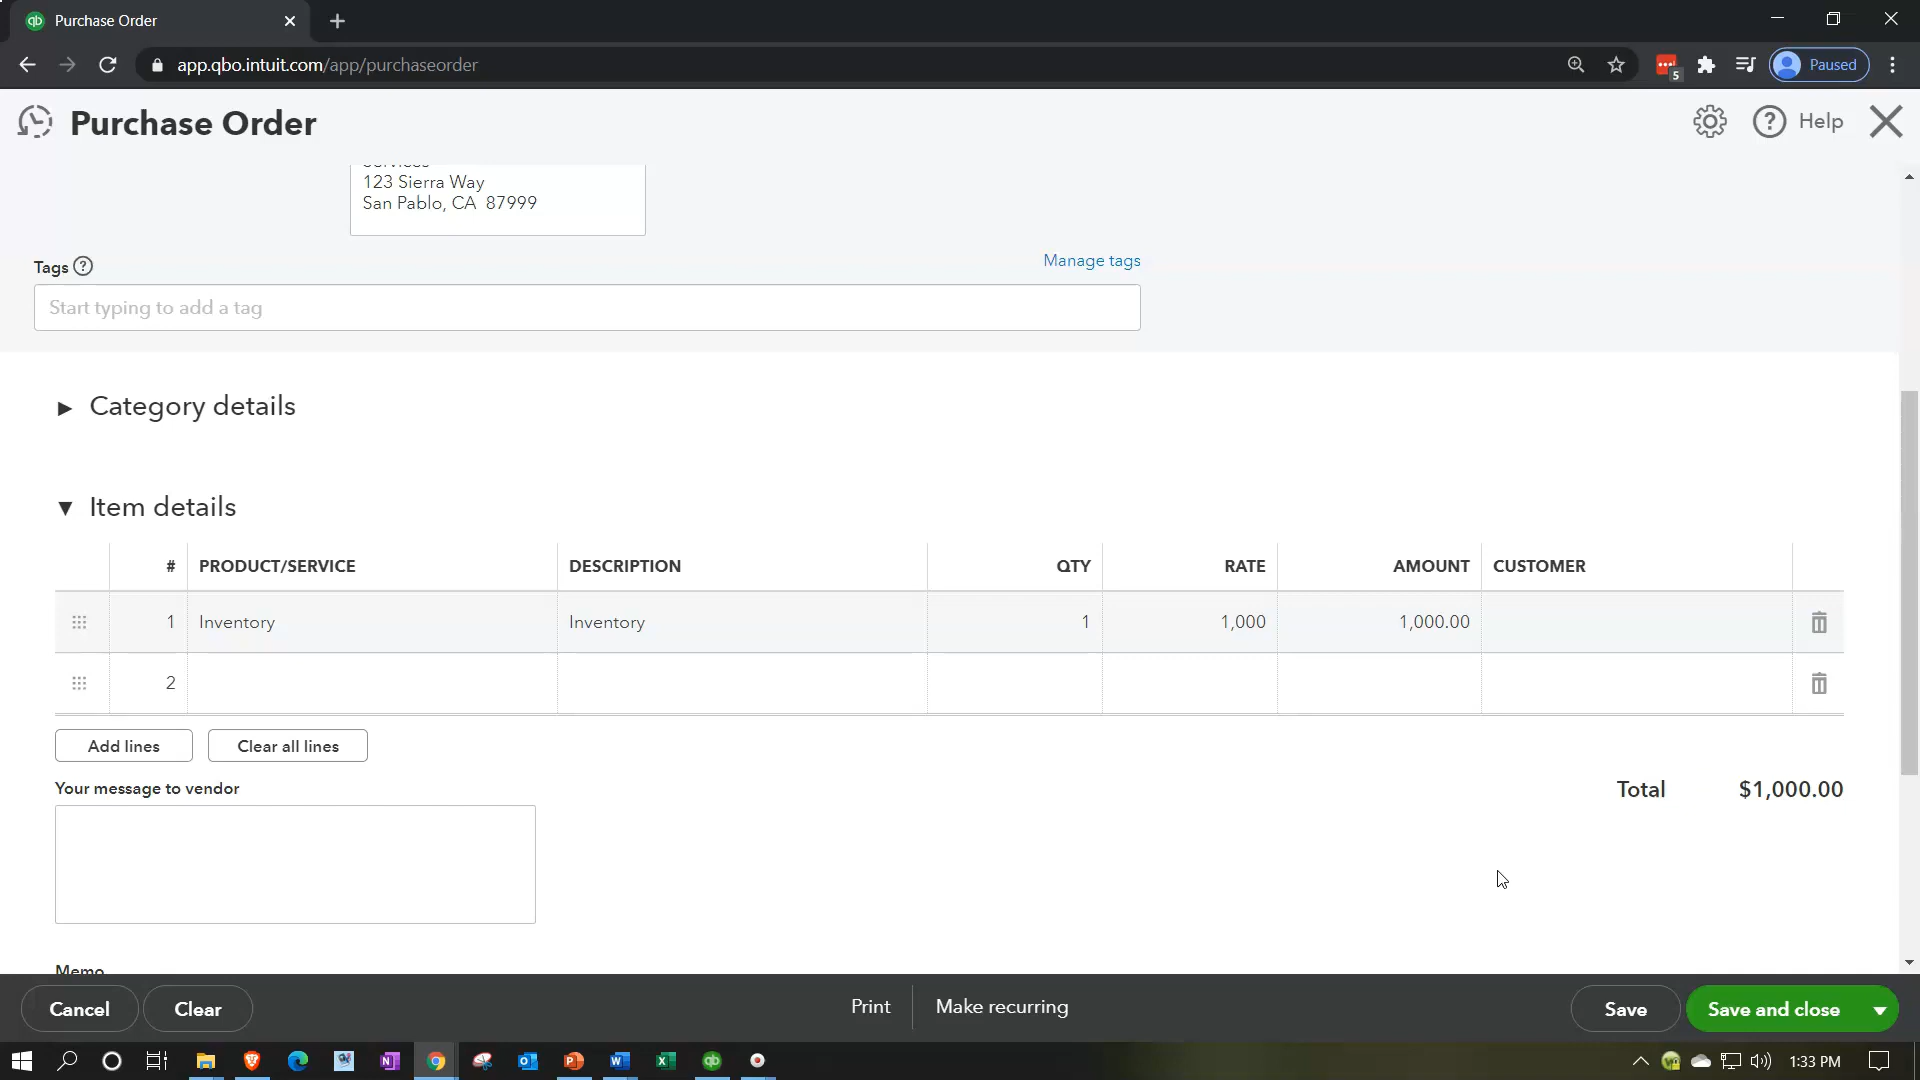 Purchase Order
app.qbo.intuit.com/app/purchaseorder
5
Paused
Purchase Order
Help
Services
123 Sierra Way
San Pablo, CA 87999
Tags
Manage tags
Start typing to add a tag
Category details
Item details
# PRODUCT/SERVICE DESCRIPTION QTY RATE AMOUNT CUSTOMER
1 Inventory Inventory 1 1,000 1,000.00
2
Add lines Clear all lines
Your message to vendor
Total $1,000.00
Memo
Cancel Clear Print Make recurring Save Save and close
1:33 PM